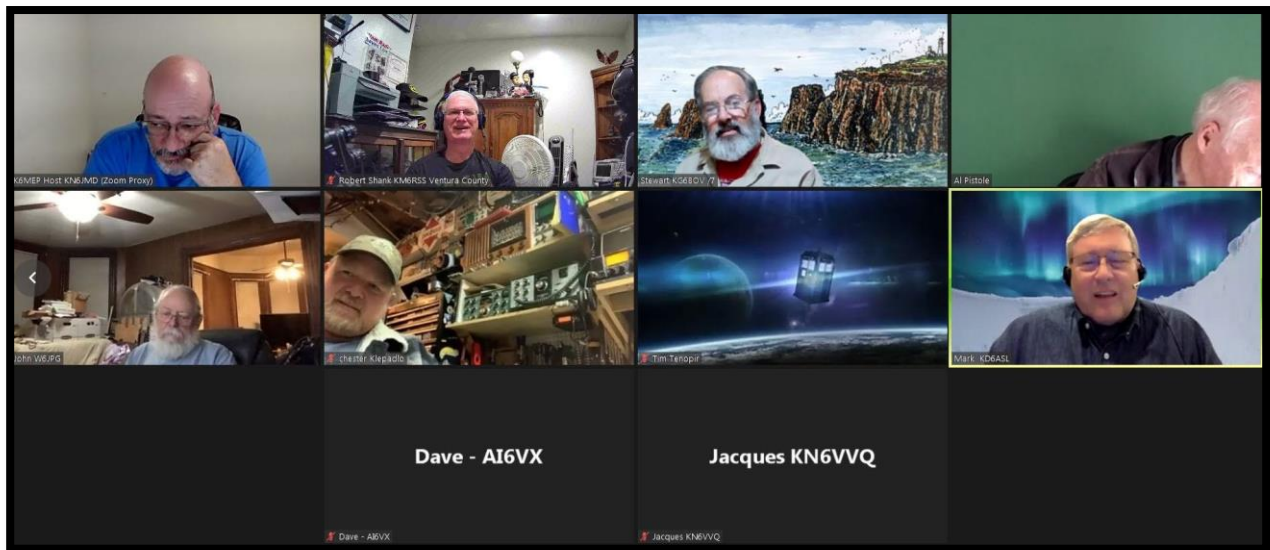 K6MEP Host KN6JMD (Zoom Proxy)
Robert Shank KM6RSS Ventura County
Stewart KG6BOV /7
Al Pistole
John W6JPG
chester Klepadlo
Tim Tenopir
Mark KD6ASL
Dave - AI6VX
Jacques KN6VVQ
Dave - AI6VX
Jacques KN6VVQ